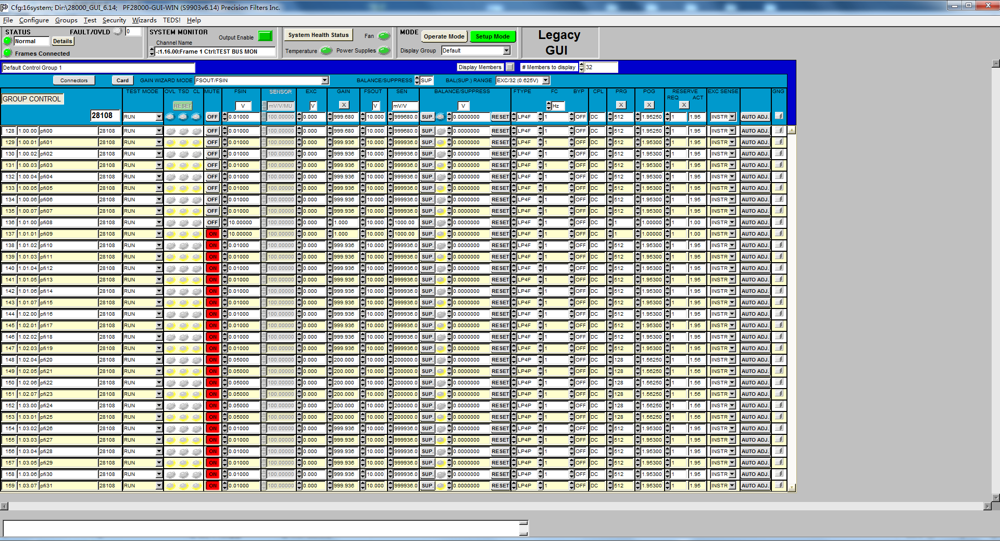 Cfg:16system; Dir:\28000_GUI_6.14; PF28000-GUI-WIN (S9903v6.14) Precision Filters Inc.
File Configure Groups Test Security Wizards TEDS! Help
STATUS FAULT/OVLD 0 SYSTEM MONITOR Output Enable System Health Status Fan MODE Operate Mode Setup Mode Legacy GUI
Normal Details Channel Name
Frames Connected -:1.16.00:Frame 1 Ctrl:TEST BUS MON Temperature Power Supplies Display Group Default
Default Control Group 1 Display Members # Members to display 32
Connectors Card GAIN WIZARD MODE FSOUT/FSIN BALANCE/SUPPRESS SUP BAL(SUP.) RANGE EXC/32 (0.625V)
TEST MODE OVL TSD CL MUTE FSIN SENSOR EXC GAIN FSOUT SEN BALANCE/SUPPRESS FTYPE FC BYP CPL PRG POG RESERVE EXC SENSE GNG
GROUP CONTROL REQ ACT
RESET V mV/V/MU V X V mV/V V Hz X X X
28108 RUN OFF 0.01000 100.00000 0.000 999.680 10.000 999680.0 SUP. 0.0000000 RESET LP4F 1 OFF DC 512 1.95250 1 1.95 INSTR AUTO ADJ.
128 1.00.00 pfi00 28108 RUN OFF 0.01000 100.00000 0.000 999.680 10.000 999680.0 SUP. 0.0000000 RESET LP4F 1 OFF DC 512 1.95250 1 1.95 INSTR AUTO ADJ.
129 1.00.01 pfi01 28108 RUN OFF 0.01000 100.00000 0.000 999.936 10.000 999936.0 SUP. 0.0000000 RESET LP4F 1 OFF DC 512 1.95300 1 1.95 INSTR AUTO ADJ.
130 1.00.02 pfi02 28108 RUN OFF 0.01000 100.00000 0.000 999.936 10.000 999936.0 SUP. 0.0000000 RESET LP4F 1 OFF DC 512 1.95300 1 1.95 INSTR AUTO ADJ.
131 1.00.03 pfi03 28108 RUN OFF 0.01000 100.00000 0.000 999.936 10.000 999936.0 SUP. 0.0000000 RESET LP4F 1 OFF DC 512 1.95300 1 1.95 INSTR AUTO ADJ.
132 1.00.04 pfi04 28108 RUN OFF 0.01000 100.00000 0.000 999.936 10.000 999936.0 SUP. 0.0000000 RESET LP4F 1 OFF DC 512 1.95300 1 1.95 INSTR AUTO ADJ.
133 1.00.05 pfi05 28108 RUN OFF 0.01000 100.00000 0.000 999.936 10.000 999936.0 SUP. 0.0000000 RESET LP4F 1 OFF DC 512 1.95300 1 1.95 INSTR AUTO ADJ.
134 1.00.06 pfi06 28108 RUN OFF 0.01000 100.00000 0.000 999.936 10.000 999936.0 SUP. 0.0000000 RESET LP4F 1 OFF DC 512 1.95300 1 1.95 INSTR AUTO ADJ.
135 1.00.07 pfi07 28108 RUN OFF 0.01000 100.00000 0.000 999.936 10.000 999936.0 SUP. 0.0000000 RESET LP4F 1 OFF DC 512 1.95300 1 1.95 INSTR AUTO ADJ.
136 1.01.00 pfi08 28108 RUN OFF 10.00000 100.00000 0.000 1.000 10.000 1000.00 SUP. 0.0000000 RESET LP4F 1 OFF DC 1 1.00000 1 1.00 INSTR AUTO ADJ.
137 1.01.01 pfi09 28108 RUN ON 10.00000 100.00000 0.000 1.000 10.000 1000.00 SUP. 0.0000000 RESET LP4F 1 OFF DC 1 1.00000 1 1.00 INSTR AUTO ADJ.
138 1.01.02 pfi10 28108 RUN ON 0.01000 100.00000 0.000 999.936 10.000 999936.0 SUP. 0.0000000 RESET LP4F 1 OFF DC 512 1.95300 1 1.95 INSTR AUTO ADJ.
139 1.01.03 pfi11 28108 RUN ON 0.01000 100.00000 0.000 999.936 10.000 999936.0 SUP. 0.0000000 RESET LP4F 1 OFF DC 512 1.95300 1 1.95 INSTR AUTO ADJ.
140 1.01.04 pfi12 28108 RUN ON 0.01000 100.00000 0.000 999.936 10.000 999936.0 SUP. 0.0000000 RESET LP4F 1 OFF DC 512 1.95300 1 1.95 INSTR AUTO ADJ.
141 1.01.05 pfi13 28108 RUN ON 0.01000 100.00000 0.000 999.936 10.000 999936.0 SUP. 0.0000000 RESET LP4F 1 OFF DC 512 1.95300 1 1.95 INSTR AUTO ADJ.
142 1.01.06 pfi14 28108 RUN ON 0.01000 100.00000 0.000 999.936 10.000 999936.0 SUP. 0.0000000 RESET LP4F 1 OFF DC 512 1.95300 1 1.95 INSTR AUTO ADJ.
143 1.01.07 pfi15 28108 RUN ON 0.01000 100.00000 0.000 999.936 10.000 999936.0 SUP. 0.0000000 RESET LP4F 1 OFF DC 512 1.95300 1 1.95 INSTR AUTO ADJ.
144 1.02.00 pfi16 28108 RUN ON 0.01000 100.00000 0.000 999.936 10.000 999936.0 SUP. 0.0000000 RESET LP4F 1 OFF DC 512 1.95300 1 1.95 INSTR AUTO ADJ.
145 1.02.01 pfi17 28108 RUN ON 0.01000 100.00000 0.000 999.936 10.000 999936.0 SUP. 0.0000000 RESET LP4F 1 OFF DC 512 1.95300 1 1.95 INSTR AUTO ADJ.
146 1.02.02 pfi18 28108 RUN ON 0.01000 100.00000 0.000 999.936 10.000 999936.0 SUP. 0.0000000 RESET LP4F 1 OFF DC 512 1.95300 1 1.95 INSTR AUTO ADJ.
147 1.02.03 pfi19 28108 RUN ON 0.01000 100.00000 0.000 999.936 10.000 999936.0 SUP. 0.0000000 RESET LP4F 1 OFF DC 512 1.95300 1 1.95 INSTR AUTO ADJ.
148 1.02.04 pfi20 28108 RUN ON 0.05000 100.00000 0.000 200.000 10.000 200000.0 SUP. 0.0000000 RESET LP4P 1 OFF DC 128 1.56250 1 1.56 INSTR AUTO ADJ.
149 1.02.05 pfi21 28108 RUN ON 0.05000 100.00000 0.000 200.000 10.000 200000.0 SUP. 0.0000000 RESET LP4P 1 OFF DC 128 1.56250 1 1.56 INSTR AUTO ADJ.
150 1.02.06 pfi22 28108 RUN ON 0.05000 100.00000 0.000 200.000 10.000 200000.0 SUP. 0.0000000 RESET LP4P 1 OFF DC 128 1.56250 1 1.56 INSTR AUTO ADJ.
151 1.02.07 pfi23 28108 RUN ON 0.05000 100.00000 0.000 200.000 10.000 200000.0 SUP. 0.0000000 RESET LP4P 1 OFF DC 128 1.56250 1 1.56 INSTR AUTO ADJ.
152 1.03.00 pfi24 28108 RUN ON 0.05000 100.00000 0.000 200.000 10.000 200000.0 SUP. 0.0000000 RESET LP4P 1 OFF DC 128 1.56250 1 1.56 INSTR AUTO ADJ.
153 1.03.01 pfi25 28108 RUN ON 0.05000 100.00000 0.000 200.000 10.000 200000.0 SUP. 0.0000000 RESET LP4P 1 OFF DC 128 1.56250 1 1.56 INSTR AUTO ADJ.
154 1.03.02 pfi26 28108 RUN ON 0.01000 100.00000 0.000 999.936 10.000 999936.0 SUP. 0.0000000 RESET LP4P 1 OFF DC 512 1.95300 1 1.95 INSTR AUTO ADJ.
155 1.03.03 pfi27 28108 RUN ON 0.01000 100.00000 0.000 999.936 10.000 999936.0 SUP. 0.0000000 RESET LP4P 1 OFF DC 512 1.95300 1 1.95 INSTR AUTO ADJ.
156 1.03.04 pfi28 28108 RUN ON 0.01000 100.00000 0.000 999.936 10.000 999936.0 SUP. 0.0000000 RESET LP4P 1 OFF DC 512 1.95300 1 1.95 INSTR AUTO ADJ.
157 1.03.05 pfi29 28108 RUN ON 0.01000 100.00000 0.000 999.936 10.000 999936.0 SUP. 0.0000000 RESET LP4P 1 OFF DC 512 1.95300 1 1.95 INSTR AUTO ADJ.
158 1.03.06 pfi30 28108 RUN ON 0.01000 100.00000 0.000 999.936 10.000 999936.0 SUP. 0.0000000 RESET LP4P 1 OFF DC 512 1.95300 1 1.95 INSTR AUTO ADJ.
159 1.03.07 pfi31 28108 RUN ON 0.01000 100.00000 0.000 999.936 10.000 999936.0 SUP. 0.0000000 RESET LP4P 1 OFF DC 512 1.95300 1 1.95 INSTR AUTO ADJ.